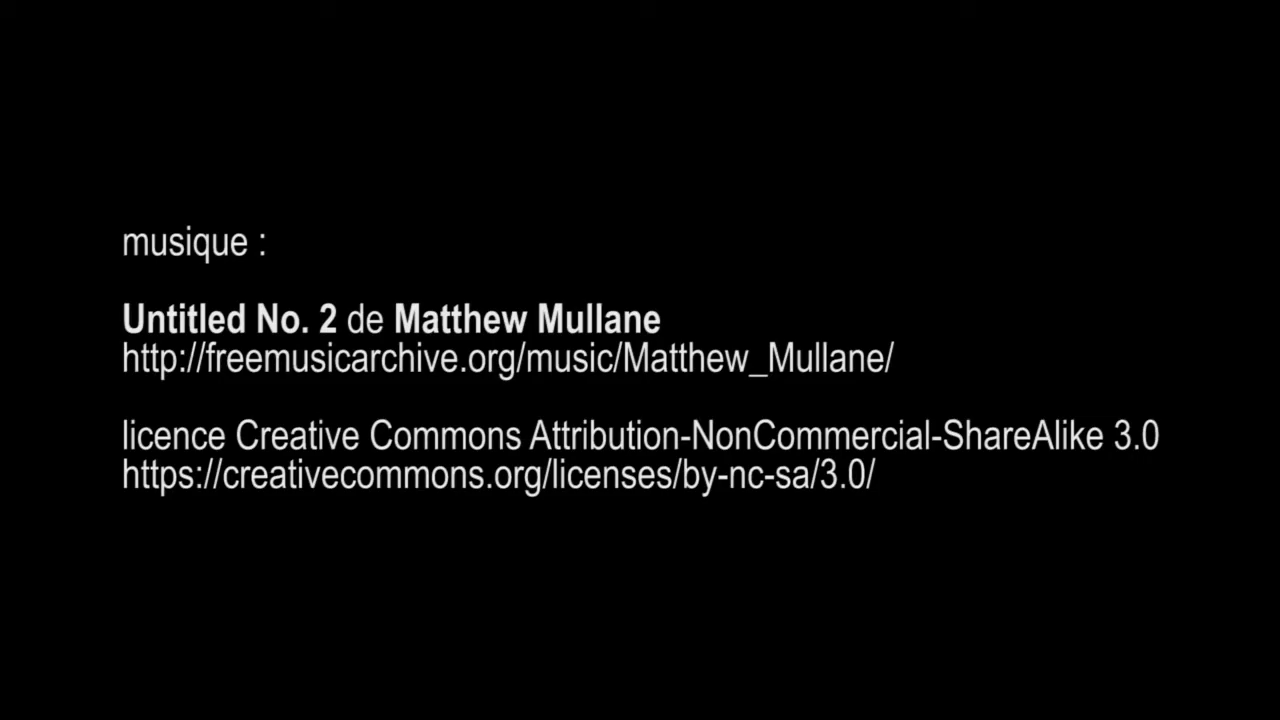 musique :
Untitled No. 2 de Matthew Mullane
http://freemusicarchive.org/music/Matthew_Mullane/
licence Creative Commons Attribution-NonCommercial-ShareAlike 3.0
https://creativecommons.org/licenses/by-nc-sa/3.0/